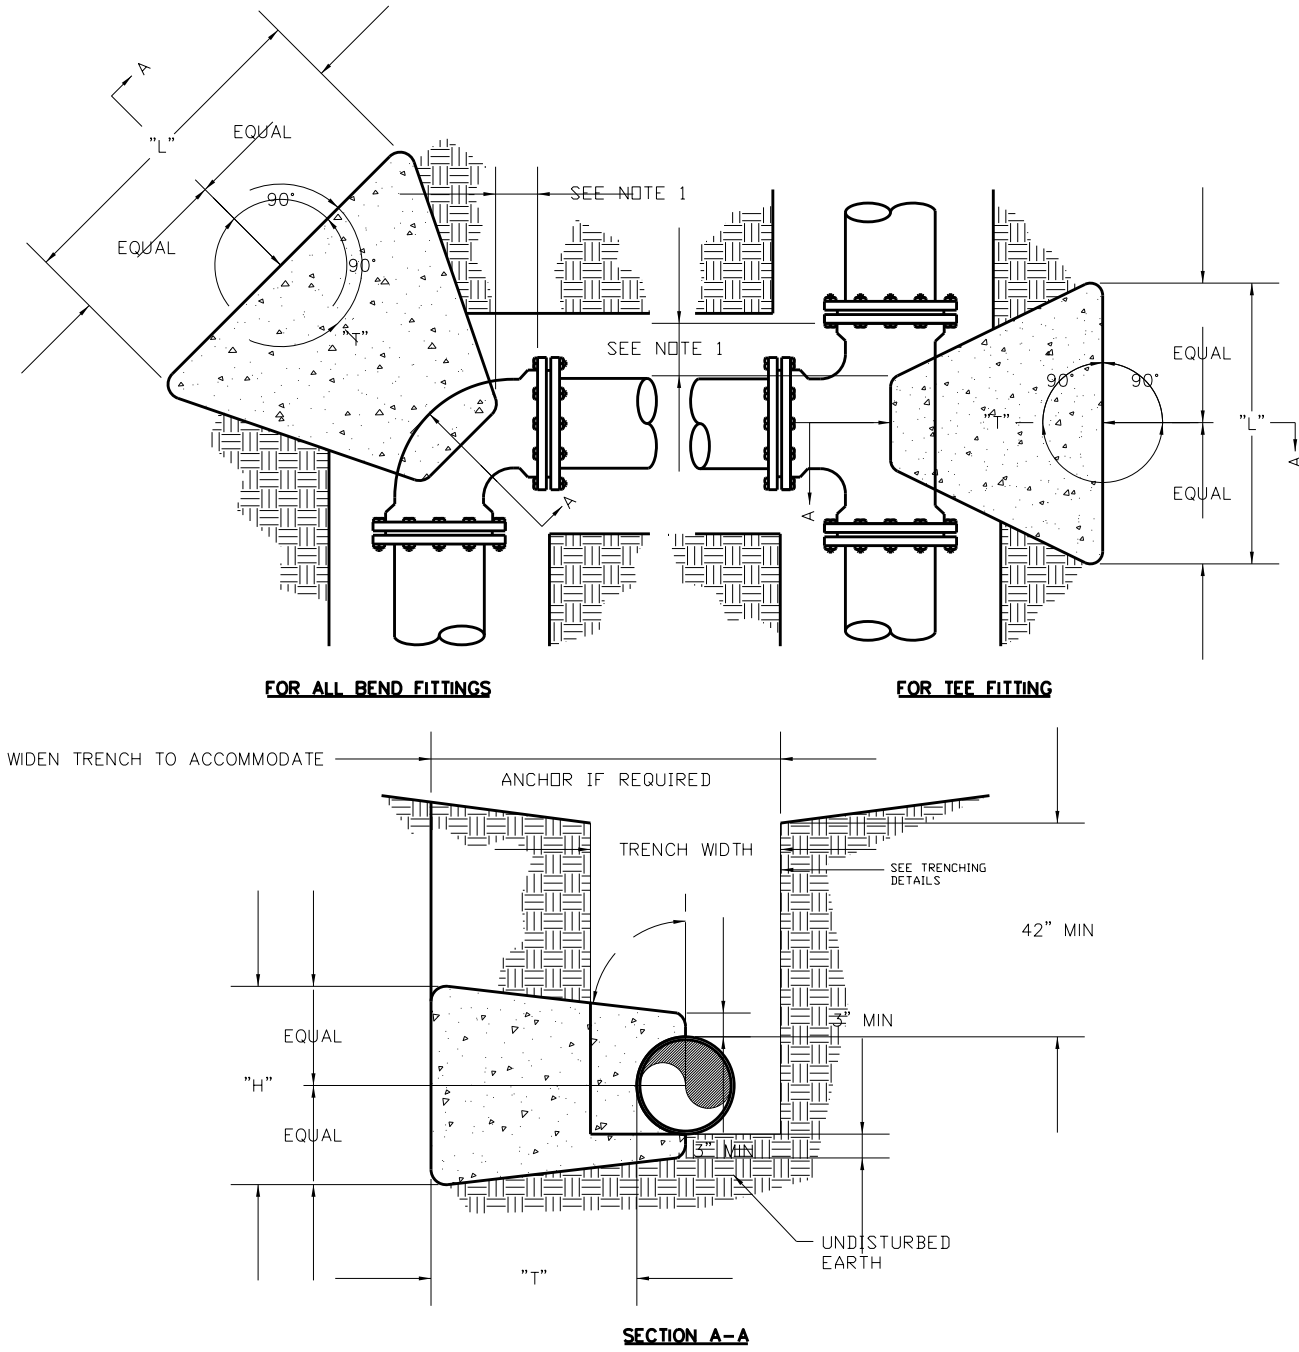 A
EQUAL
"L"
90°
SEE NOTE 1
EQUAL
90°
"T"
SEE NOTE 1
EQUAL
90°
90°
"T"
"L"
A
EQUAL
A
A
FOR ALL BEND FITTINGS
FOR TEE FITTING
WIDEN TRENCH TO ACCOMMODATE
ANCHOR IF REQUIRED
TRENCH WIDTH
SEE TRENCHING
DETAILS
42" MIN
3" MIN
EQUAL
"H"
EQUAL
3" MIN
UNDISTURBED
EARTH
"T"
SECTION A-A